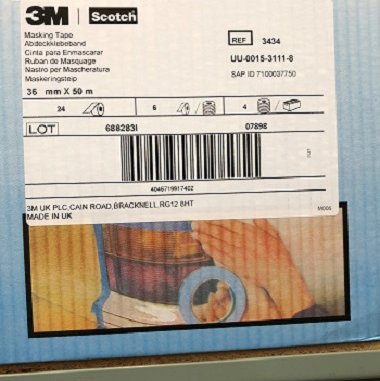 3M Scotch
Masking Tape
Abdeckklebeband
Cinta para Enmascarar
Ruban de Masquage
Nastro per Mascheratura
Maskeringsteip
REF 3434
UU-0015-3111-8
SAP ID 7100037750
36 mm X 50 m
24 6 / 4 /
LOT 688283I 07898
4046719917402
3M UK PLC,CAIN ROAD,BRACKNELL,RG12 8HT
MADE IN UK